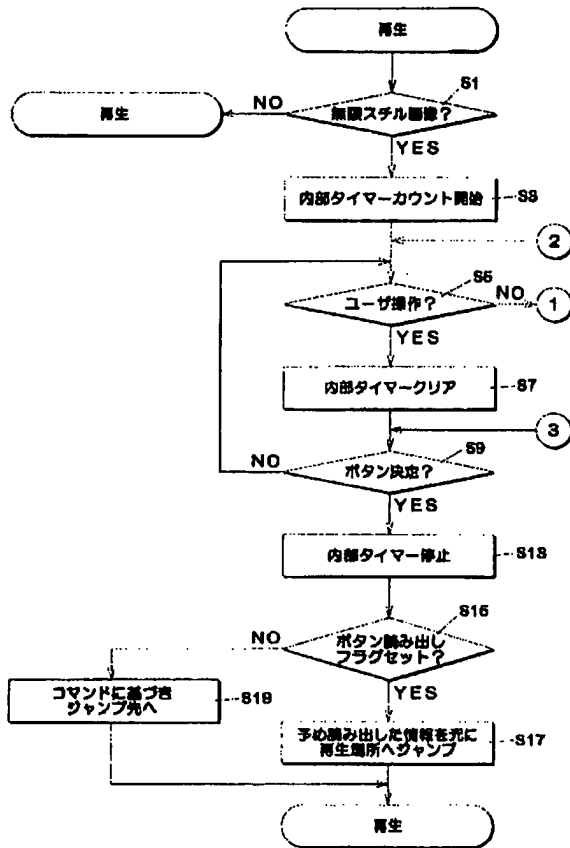 再生
S1
無限スチル画像？
NO
再生
YES
内部タイマーカウント開始
S3
2
S5
ユーザ操作？
NO
1
YES
内部タイマークリア
S7
3
S9
ボタン決定？
NO
YES
内部タイマー停止
S13
S15
ボタン読み出し
フラグセット？
NO
YES
コマンドに基づき
ジャンプ先へ
S19
予め読み出した情報を元に
再生場所へジャンプ
S17
再生